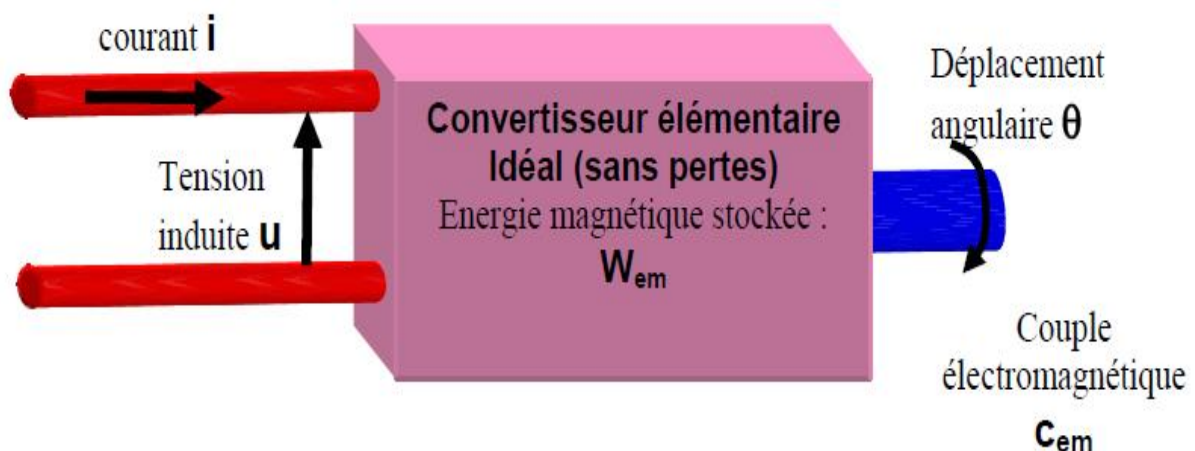 courant i
Tension
induite u
Convertisseur élémentaire
Idéal (sans pertes)
Energie magnétique stockée :
Wem
Déplacement
angulaire θ
Couple
électromagnétique
cem